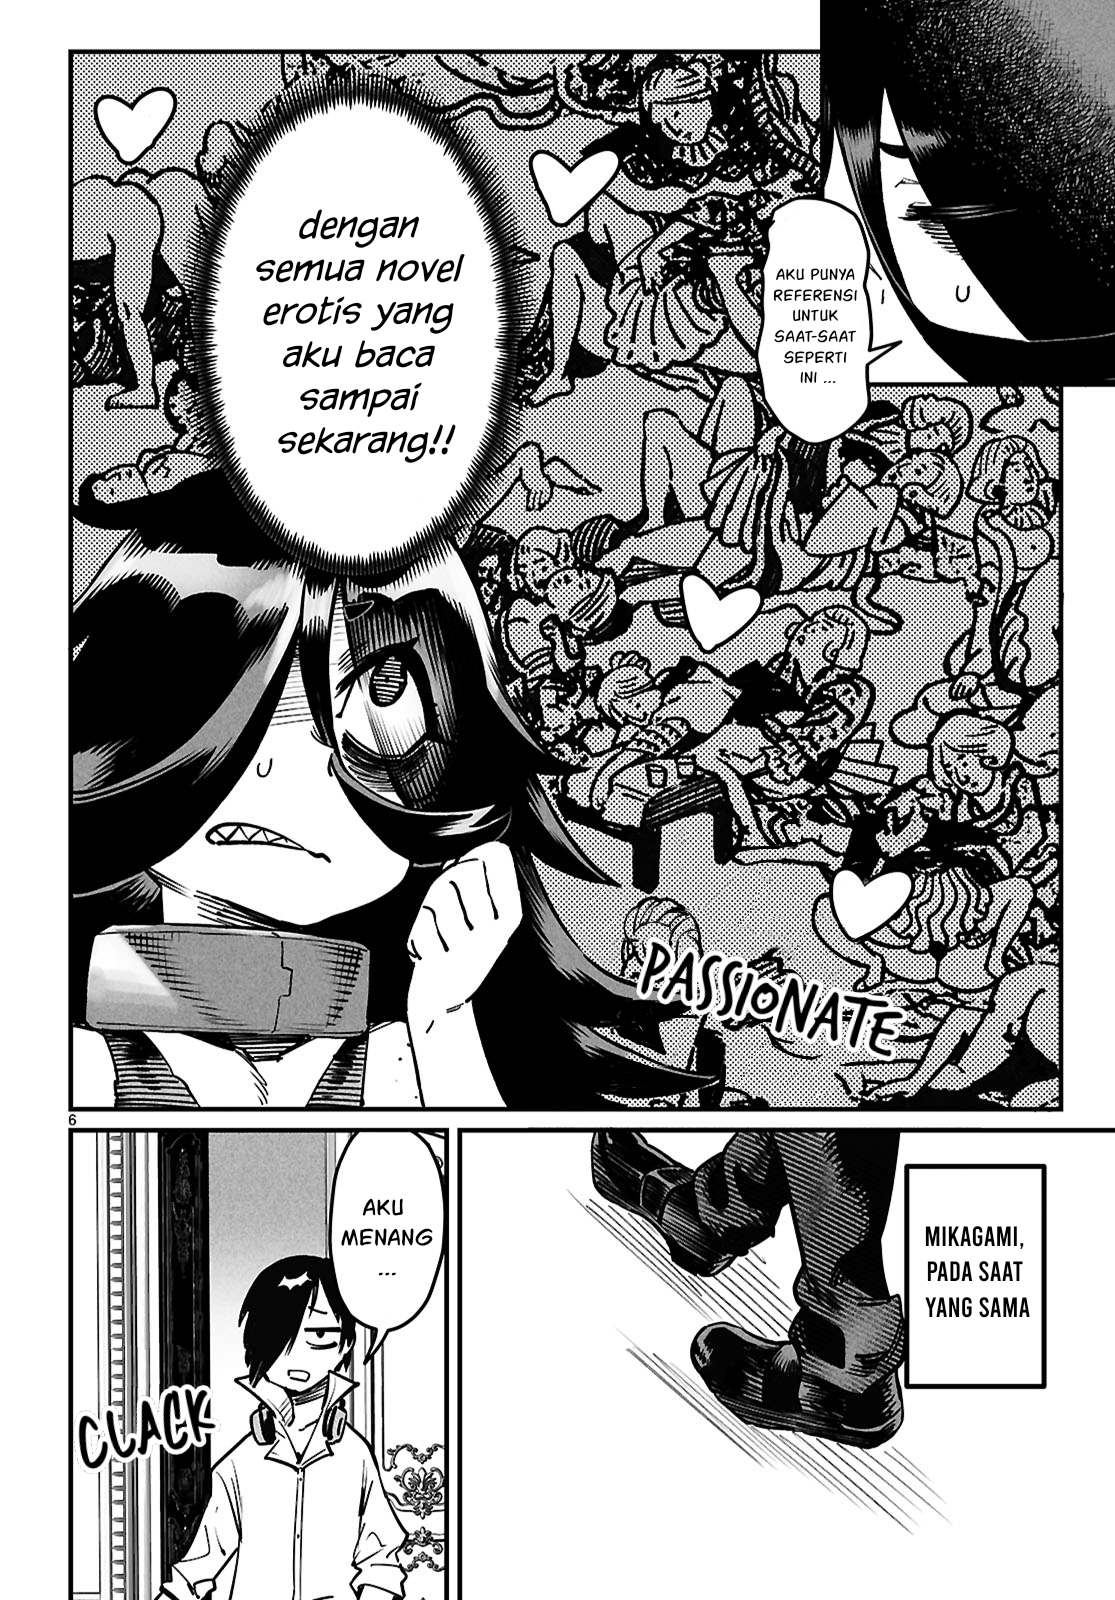 AKU PUNYA
REFERENSI
UNTUK
SAAT-SAAT
SEPERTI
INI ...
dengan
semua novel
erotis yang
aku baca
sampai
sekarang!!
PASSIONATE
6
MIKAGAMI,
PADA SAAT
YANG SAMA
AKU
MENANG
...
CLACK